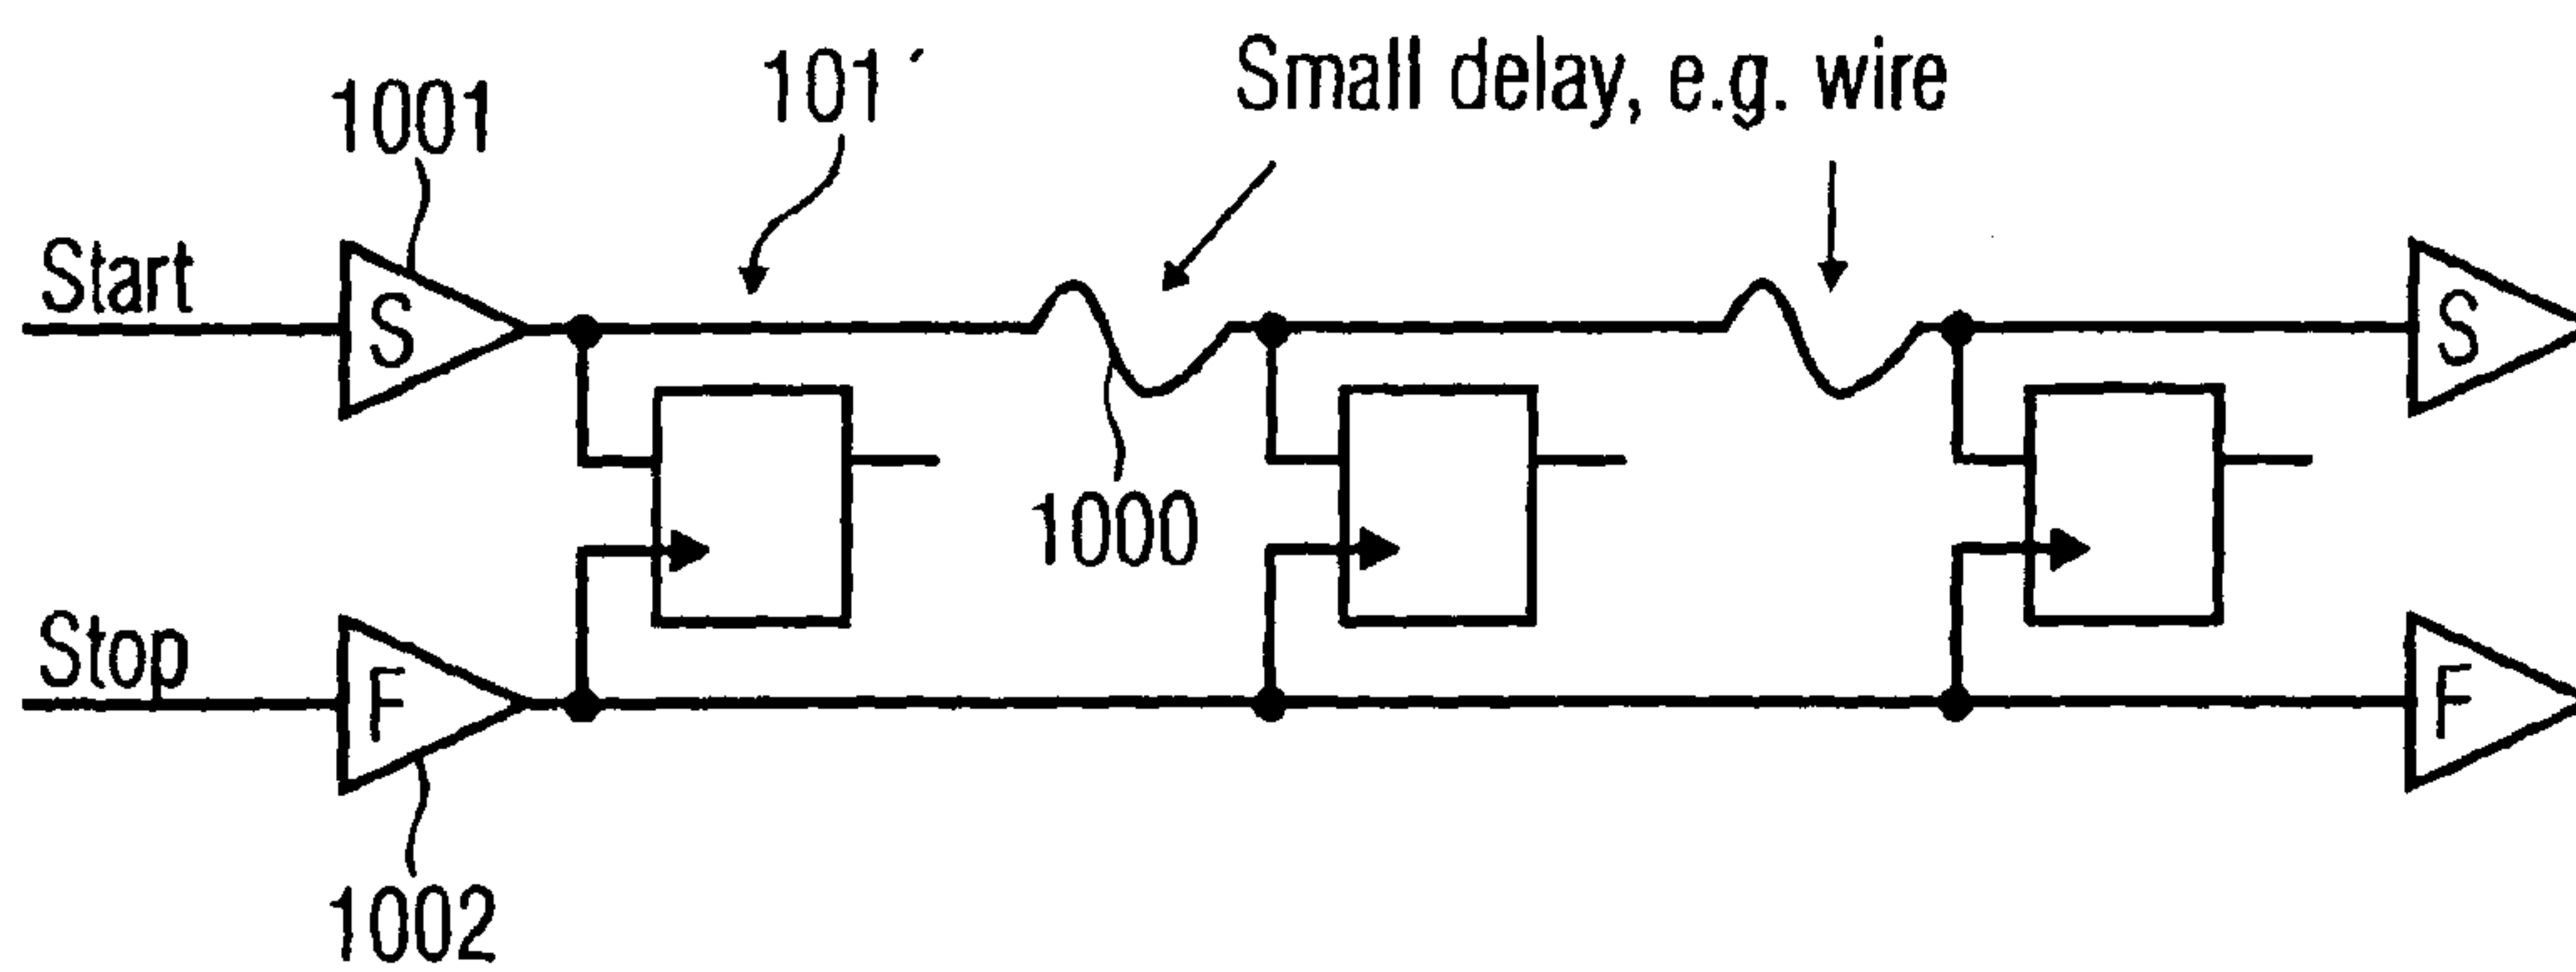 1001
101´
Small delay, e.g. wire
Start
S
S
1000
Stop
F
F
1002